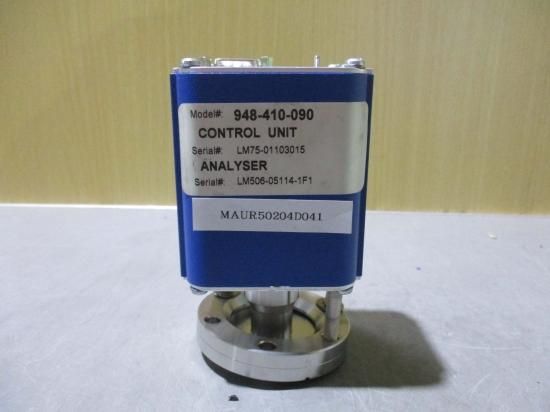 Model#: 948-410-090
CONTROL UNIT
Serial#: LM75-01103015
ANALYSER
Serial#: LM506-05114-1F1
MAUR50204D041